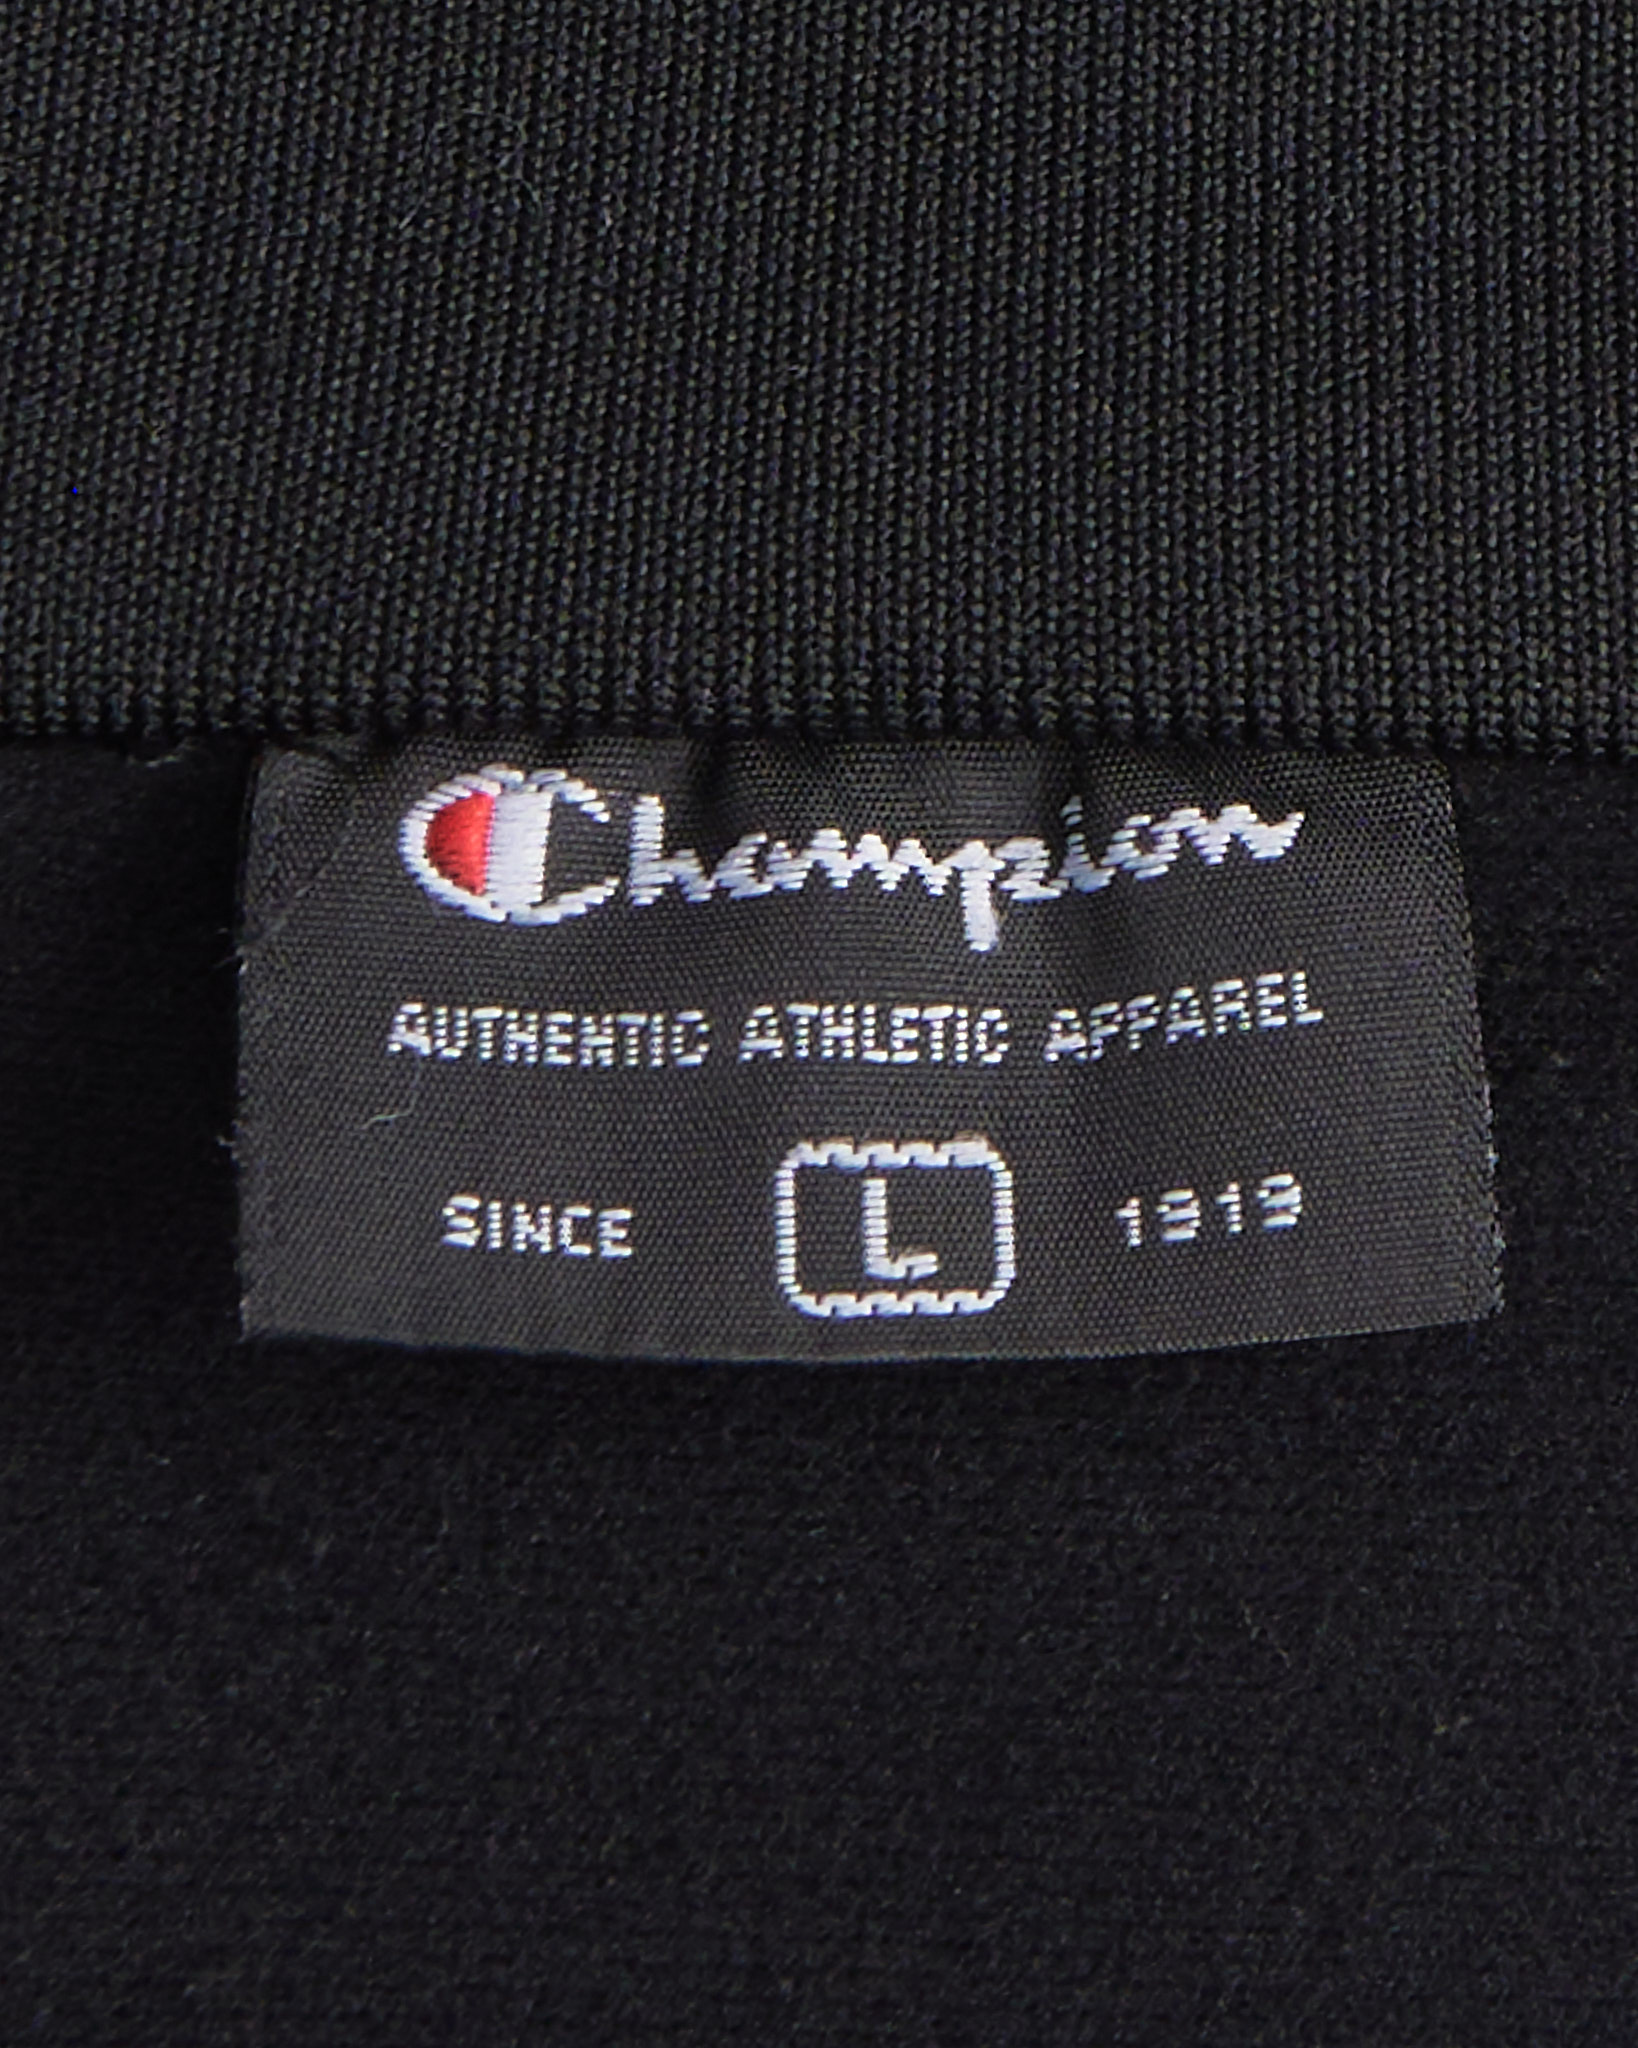 Champion
AUTHENTIC ATHLETIC APPAREL
SINCE L 1919